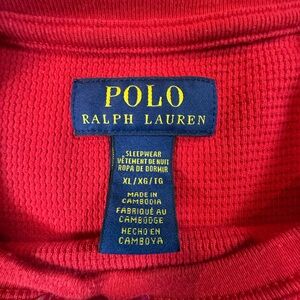 POLO
RALPH LAUREN
SLEEPWEAR
VÊTEMENT DE NUIT
ROPA DE DORMIR
XL/XG/TG
MADE IN
CAMBODIA
FABRIQUÉ AU
CAMBODGE
HECHO EN
CAMBOYA